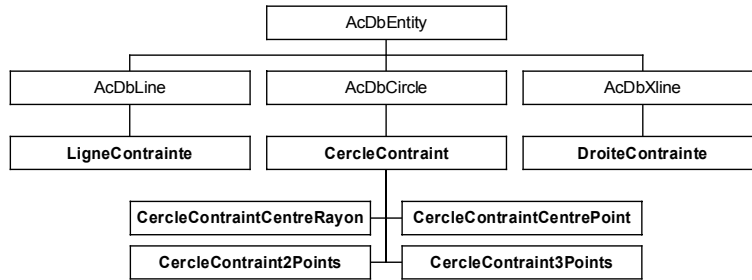 AcDbEntity
AcDbLine
AcDbCircle
AcDbXline
LigneContrainte
CercleContraint
DroiteContrainte
CercleContraintCentreRayon
CercleContraintCentrePoint
CercleContraint2Points
CercleContraint3Points